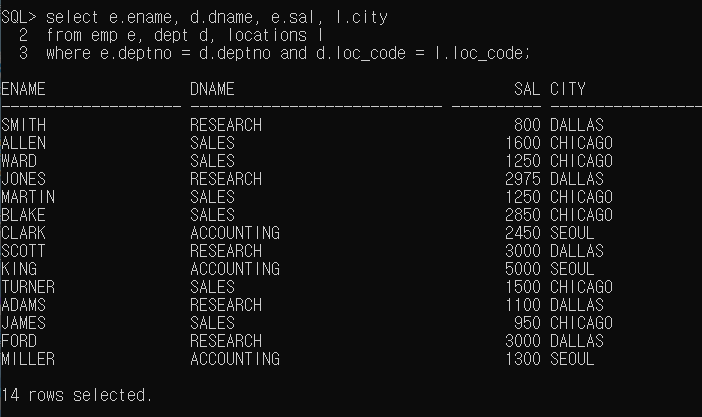 SQL> select e.ename, d.dname, e.sal, l.city
  2  from emp e, dept d, locations l
  3  where e.deptno = d.deptno and d.loc_code = l.loc_code;
ENAME                DNAME                               SAL CITY
-------------------- ---------------------------- ---------- -----------------
SMITH                RESEARCH                            800 DALLAS
ALLEN                SALES                              1600 CHICAGO
WARD                 SALES                              1250 CHICAGO
JONES                RESEARCH                           2975 DALLAS
MARTIN               SALES                              1250 CHICAGO
BLAKE                SALES                              2850 CHICAGO
CLARK                ACCOUNTING                         2450 SEOUL
SCOTT                RESEARCH                           3000 DALLAS
KING                 ACCOUNTING                         5000 SEOUL
TURNER               SALES                              1500 CHICAGO
ADAMS                RESEARCH                           1100 DALLAS
JAMES                SALES                               950 CHICAGO
FORD                 RESEARCH                           3000 DALLAS
MILLER               ACCOUNTING                         1300 SEOUL
14 rows selected.